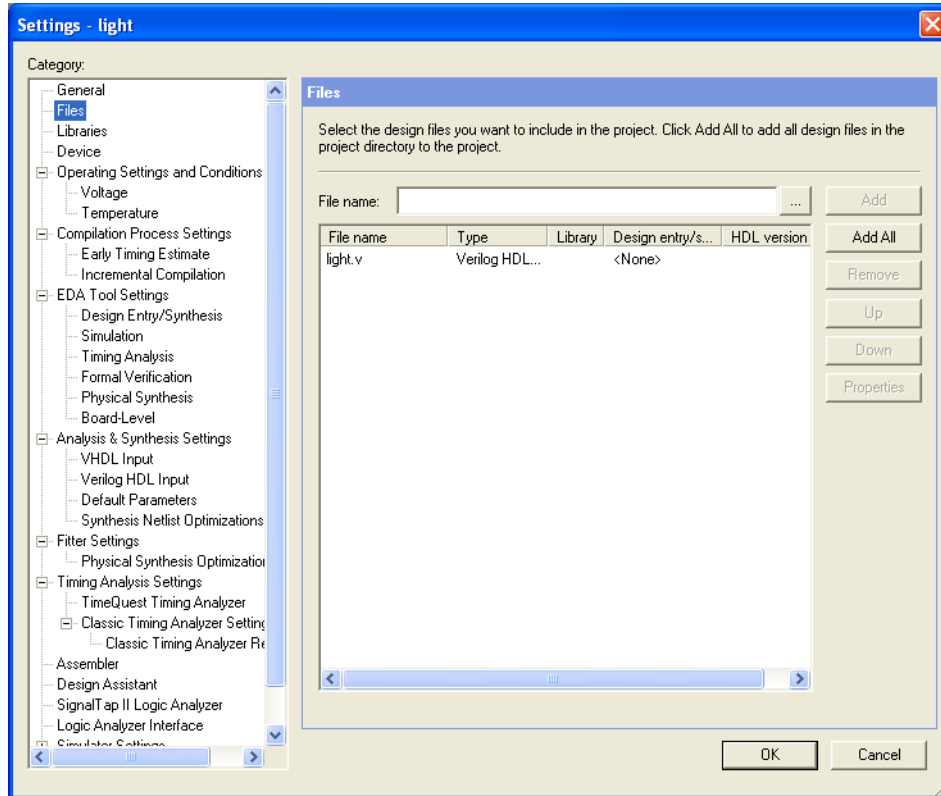 Settings - light
Category:
General
Files
Libraries
Device
Operating Settings and Conditions
Voltage
Temperature
Compilation Process Settings
Early Timing Estimate
Incremental Compilation
EDA Tool Settings
Design Entry/Synthesis
Simulation
Timing Analysis
Formal Verification
Physical Synthesis
Board-Level
Analysis & Synthesis Settings
VHDL Input
Verilog HDL Input
Default Parameters
Synthesis Netlist Optimizations
Fitter Settings
Physical Synthesis Optimization
Timing Analysis Settings
TimeQuest Timing Analyzer
Classic Timing Analyzer Setting
Classic Timing Analyzer Re
Assembler
Design Assistant
SignalTap II Logic Analyzer
Logic Analyzer Interface
Simulator Settings
Files
Select the design files you want to include in the project. Click Add All to add all design files in the
project directory to the project.
File name: ... Add
File name Type Library Design entry/s... HDL version Add All
light.v Verilog HDL... <None>
Remove
Up
Down
Properties
OK Cancel